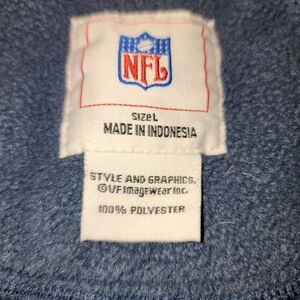 NFL
SIZE L
MADE IN INDONESIA
STYLE AND GRAPHICS,
©VF Imagewear Inc.
100% POLYESTER